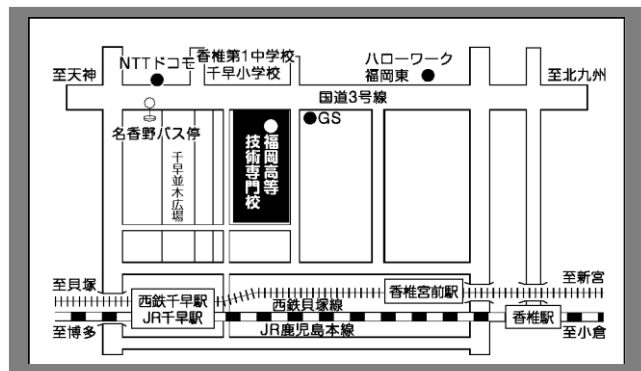 NTTドコモ
香椎第1中学校
千早小学校
ハローワーク
福岡東
至天神
至北九州
国道3号線
GS
名香野バス停
千早並木広場
福岡高等
技術専門校
至貝塚
西鉄千早駅
JR千早駅
香椎宮前駅
至新宮
西鉄貝塚線
香椎駅
至博多
JR鹿児島本線
至小倉